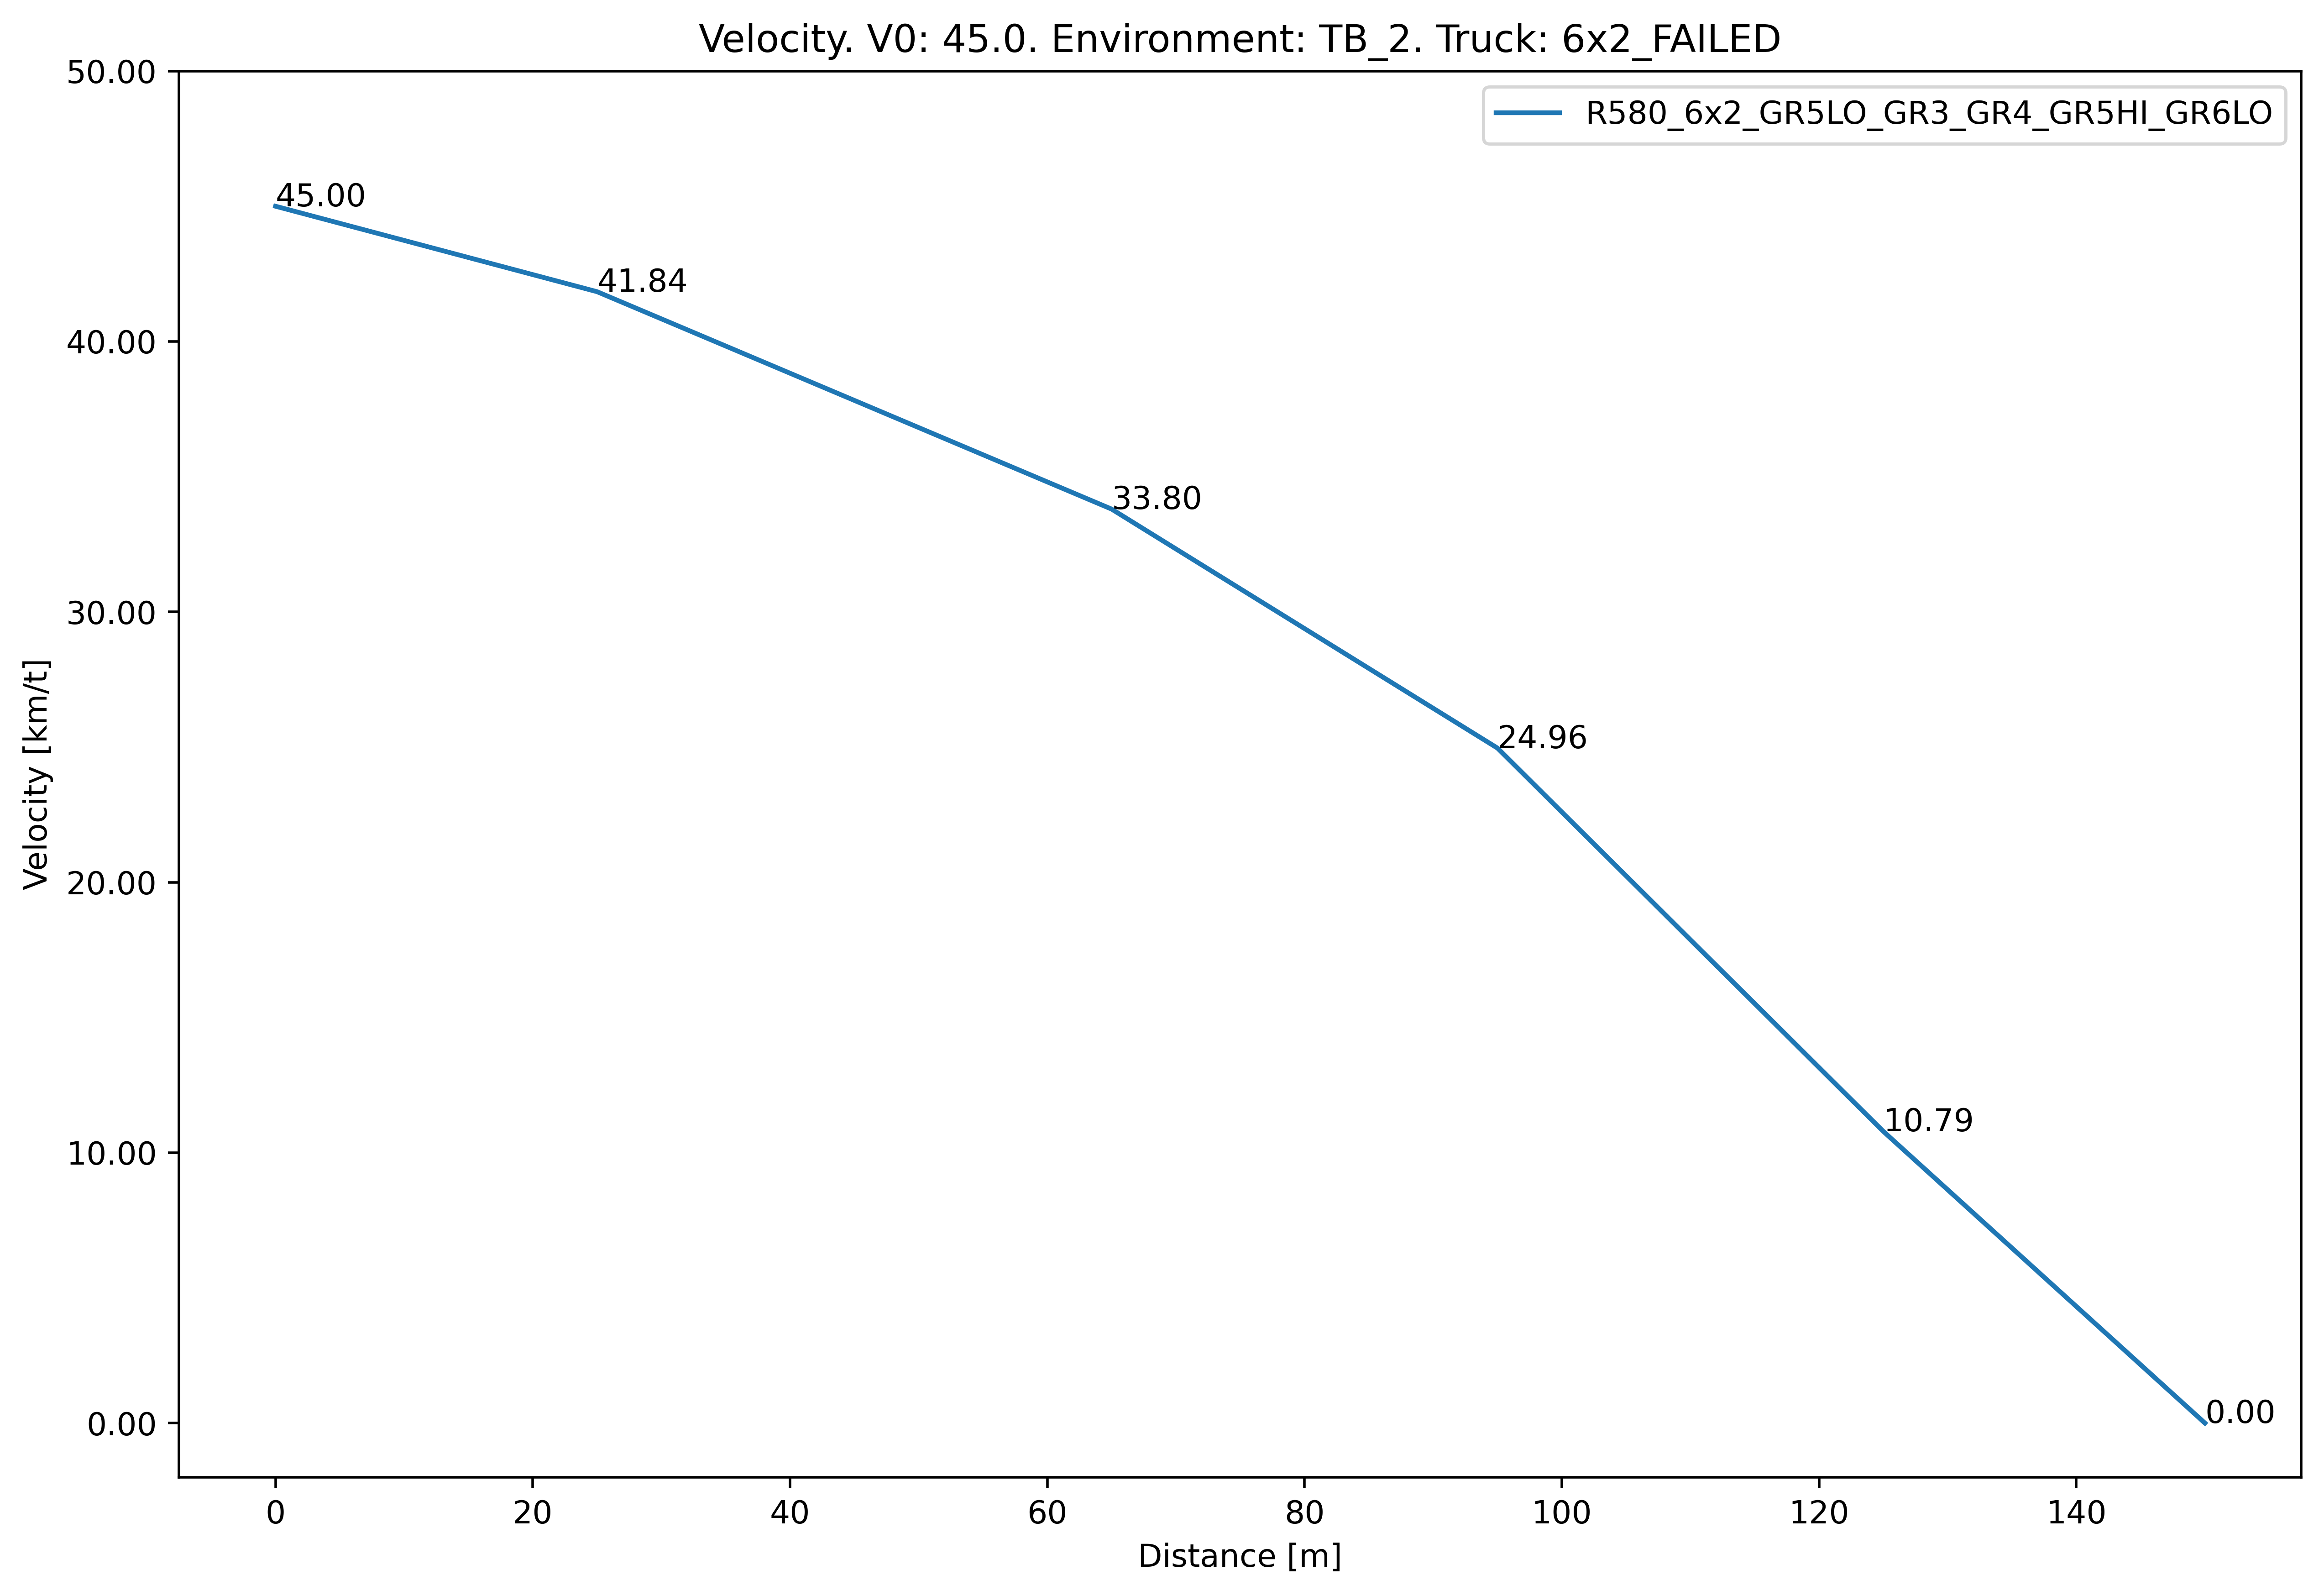 Velocity. V0: 45.0. Environment: TB_2. Truck: 6x2_FAILED
R580_6x2_GR5LO_GR3_GR4_GR5HI_GR6LO
50.00
40.00
30.00
20.00
10.00
0.00
Velocity [km/t]
45.00
41.84
33.80
24.96
10.79
0.00
0 20 40 60 80 100 120 140
Distance [m]